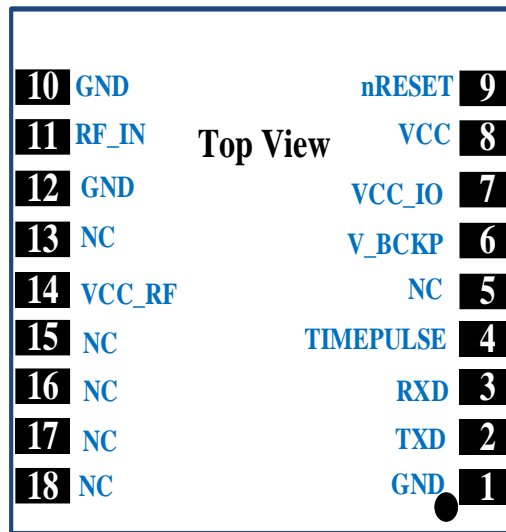 10 GND nRESET 9
11 RF_IN Top View VCC 8
12 GND VCC_IO 7
13 NC V_BCKP 6
14 VCC_RF NC 5
15 NC TIMEPULSE 4
16 NC RXD 3
17 NC TXD 2
18 NC GND 1